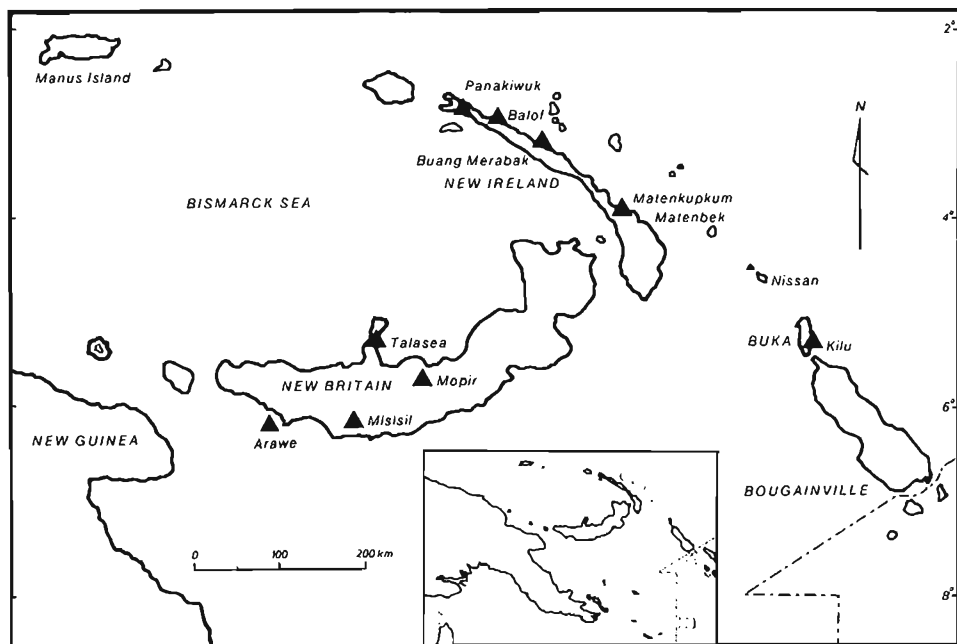 2°
Manus Island
Panakiwuk
Balof
N
Buang Merabak
NEW IRELAND
BISMARCK SEA
Matenkupkum
Matenbek
4°
Nissan
Talasea
BUKA
Kilu
NEW BRITAIN
Mopir
Misisil
6°
NEW GUINEA
Arawe
BOUGAINVILLE
0 100 200 km
8°